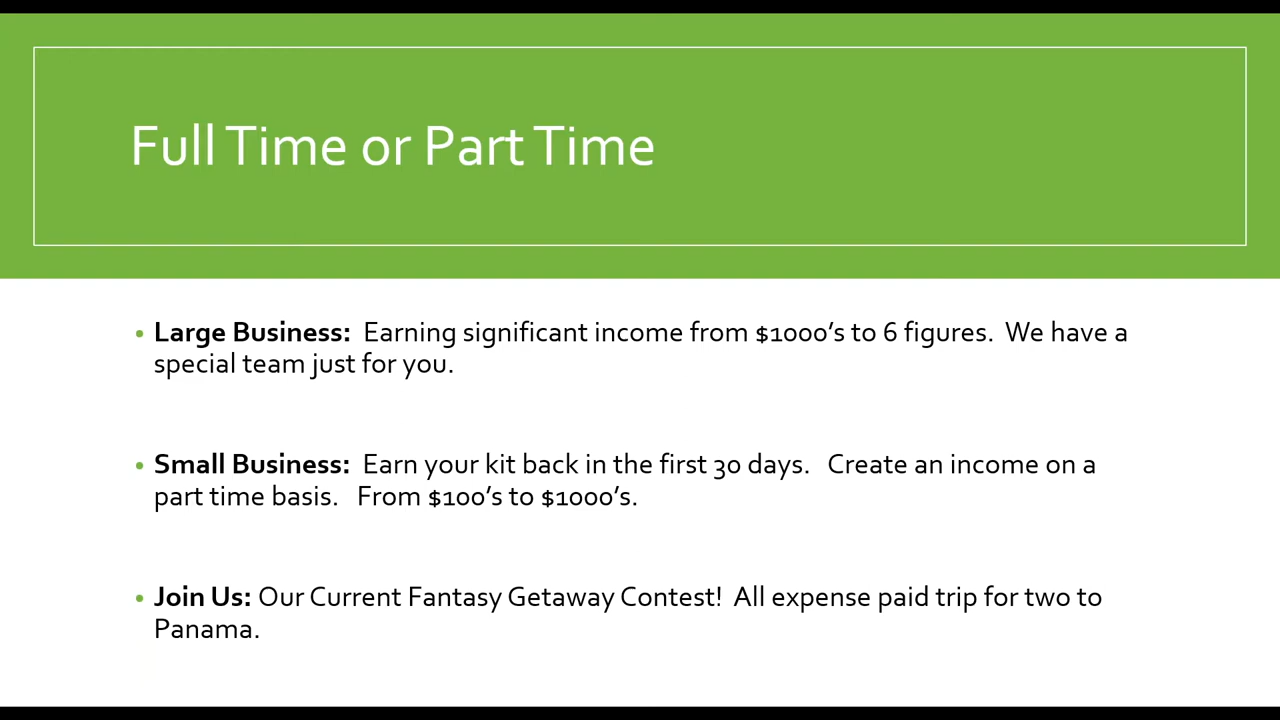 Full Time or Part Time
• Large Business:  Earning significant income from $1000’s to 6 figures.  We have a
special team just for you.
• Small Business:  Earn your kit back in the first 30 days.   Create an income on a
part time basis.   From $100’s to $1000’s.
• Join Us: Our Current Fantasy Getaway Contest!  All expense paid trip for two to
Panama.